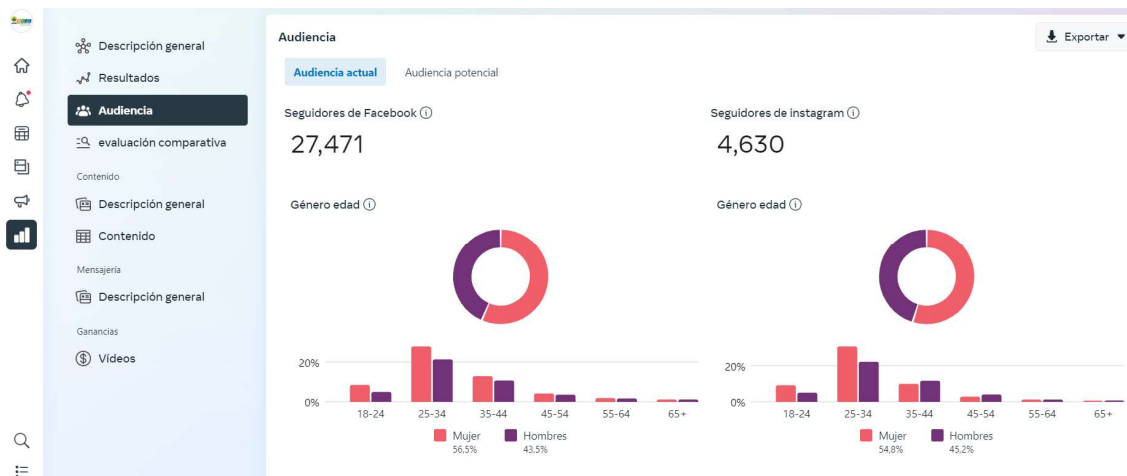 Descripción general
Resultados
Audiencia
evaluación comparativa
Contenido
Descripción general
Contenido
Mensajería
Descripción general
Ganancias
$ Vídeos
Audiencia
Exportar
Audiencia actual Audiencia potencial
Seguidores de Facebook
27,471
Género edad
20%
0%
18-24 25-34 35-44 45-54 55-64 65+
Mujer Hombres
56,5% 43,5%
Seguidores de instagram
4,630
Género edad
20%
0%
18-24 25-34 35-44 45-54 55-64 65+
Mujer Hombres
54,8% 45,2%